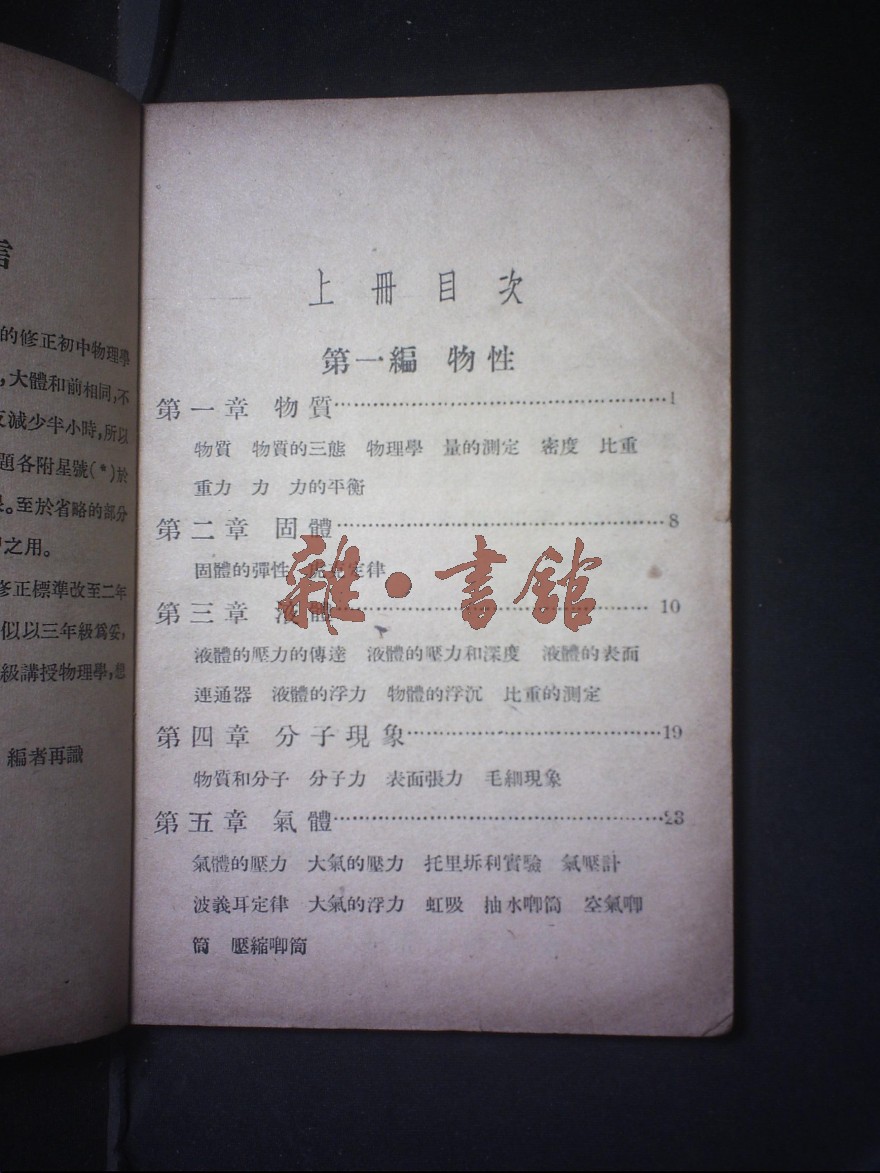 言
的修正初中物理學
，大體和前相同，不
減少半小時，所以
題各附星號(*)於
。至於省略的部分
之用。
修正標準改至二年
似以三年級爲妥，
級講授物理學，
編者再識
上冊目次
第一編 物性
第一章 物質……1
物質 物質的三態 物理學 量的測定 密度 比重
重力 力 力的平衡
第二章 固體……8
固體的彈性 虎克定律
第三章 液體……10
液體的壓力的傳達 液體的壓力和深度 液體的表面
連通器 液體的浮力 物體的浮沉 比重的測定
第四章 分子現象……19
物質和分子 分子力 表面張力 毛細現象
第五章 氣體……23
氣體的壓力 大氣的壓力 托里坼利實驗 氣壓計
波義耳定律 大氣的浮力 虹吸 抽水唧筒 空氣唧
筒 壓縮唧筒
雜·書館